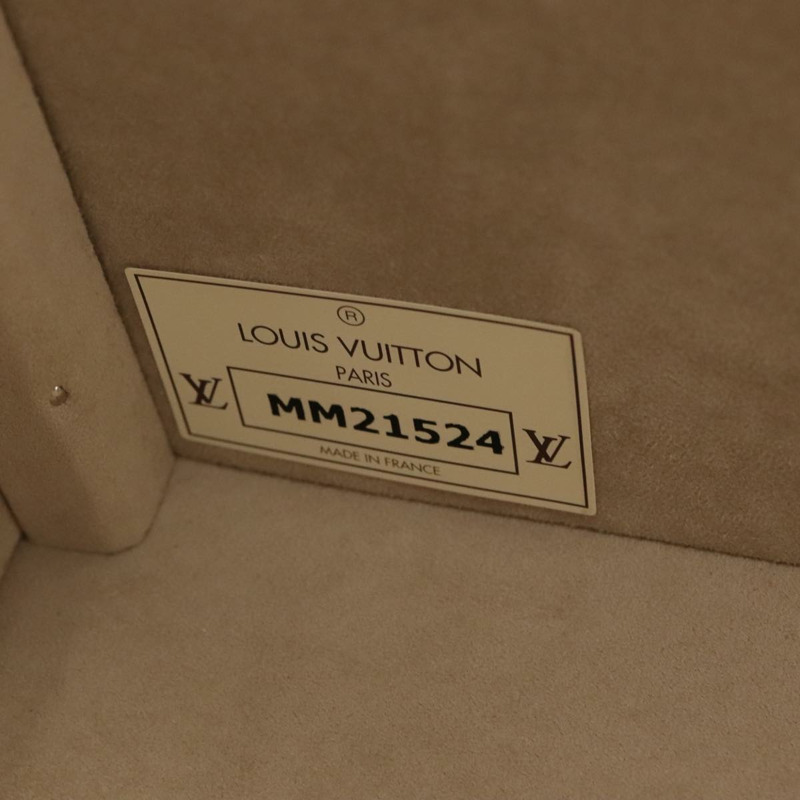 ®
LOUIS VUITTON
PARIS
LV MM21524 LV
MADE IN FRANCE